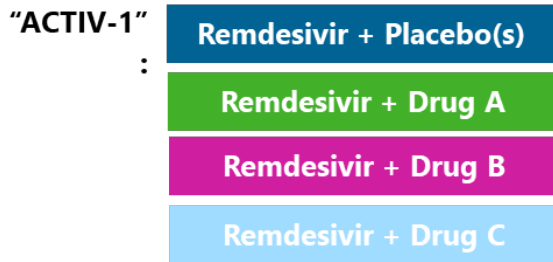 “ACTIV-1”
:
Remdesivir + Placebo(s)
Remdesivir + Drug A
Remdesivir + Drug B
Remdesivir + Drug C